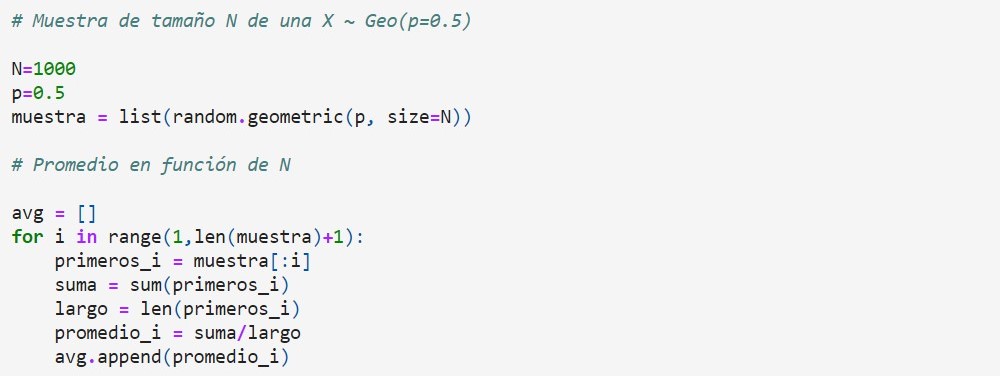 # Muestra de tamaño N de una X ~ Geo(p=0.5)
N=1000
p=0.5
muestra = list(random.geometric(p, size=N))
# Promedio en función de N
avg = []
for i in range(1,len(muestra)+1):
    primeros_i = muestra[:i]
    suma = sum(primeros_i)
    largo = len(primeros_i)
    promedio_i = suma/largo
    avg.append(promedio_i)